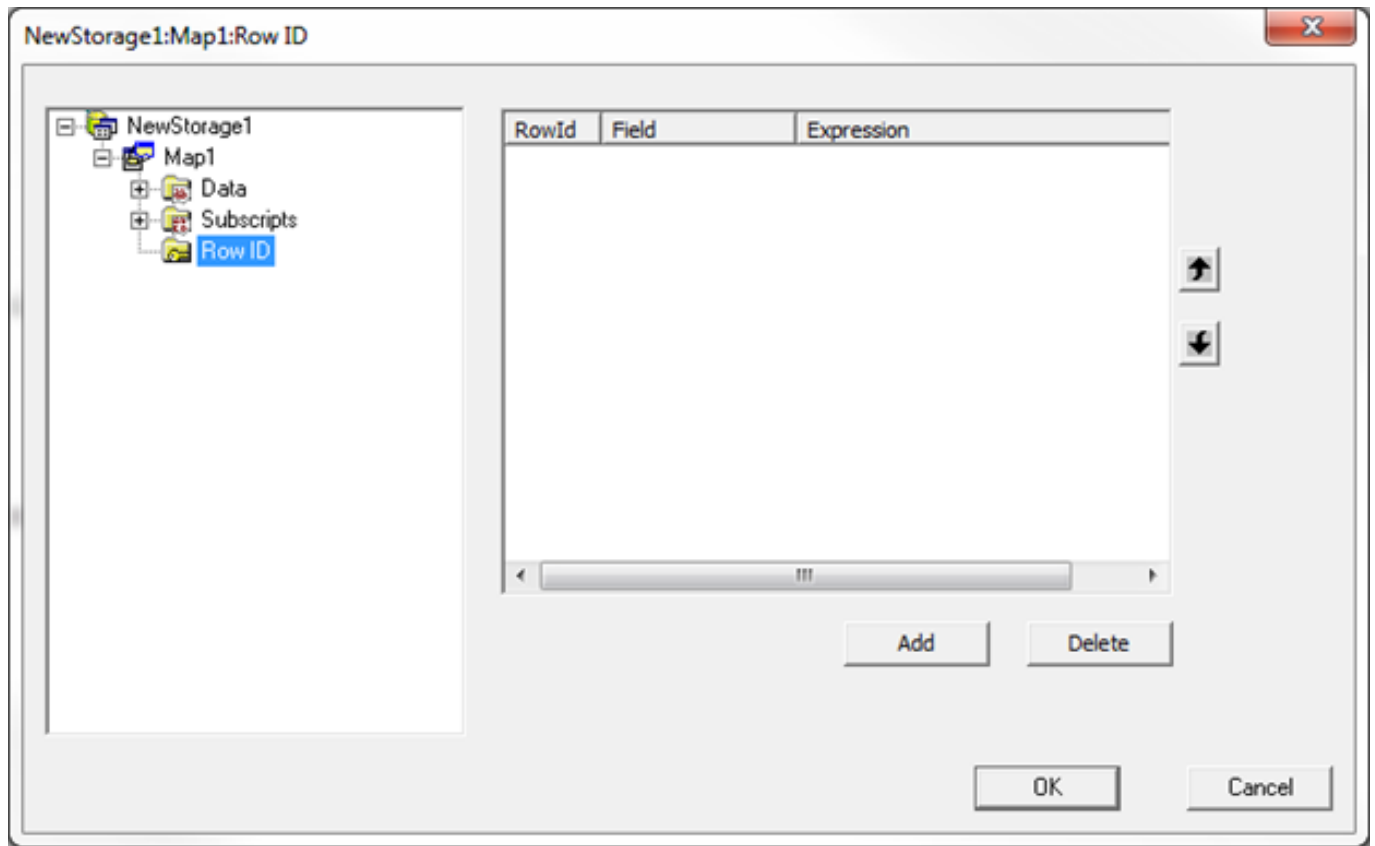 NewStorage1:Map1:Row ID
NewStorage1
Map1
Data
Subscripts
Row ID
RowId Field Expression
Add Delete
OK Cancel